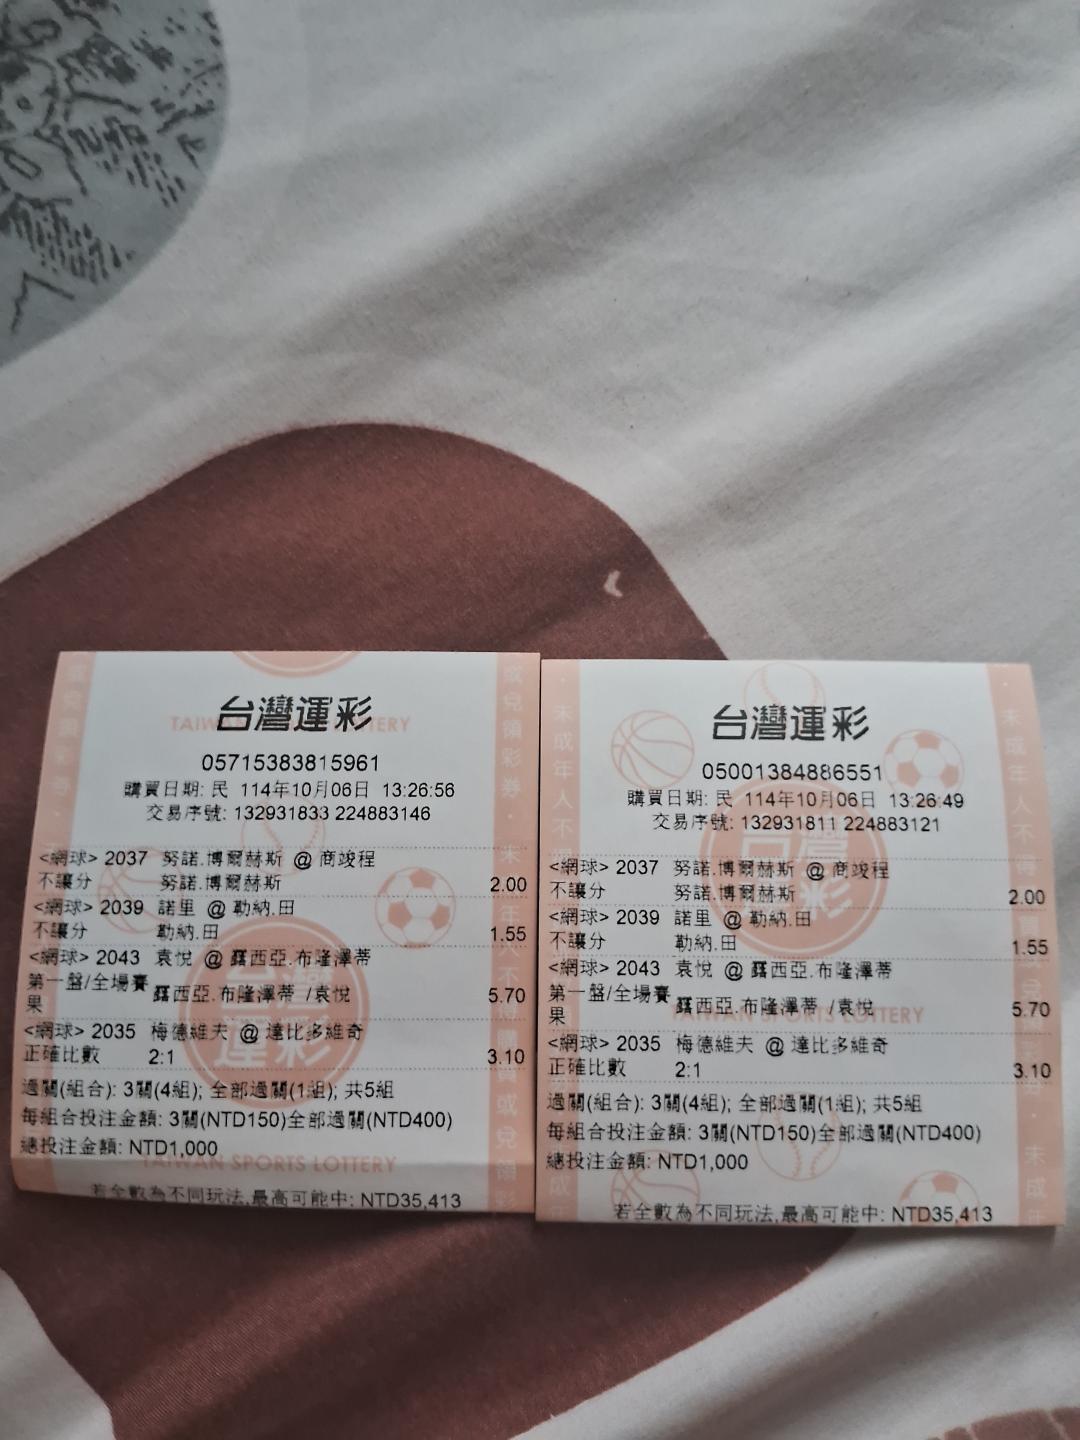 台灣運彩
05715383815961
購買日期: 民 114年10月06日 13:26:56
交易序號: 132931833 224883146
<網球> 2037 努諾.博爾赫斯 @ 商竣程
不讓分 努諾.博爾赫斯 2.00
<網球> 2039 諾里 @ 勒納.田
不讓分 勒納.田 1.55
<網球> 2043 袁悅 @ 露西亞.布隆澤蒂
第一盤/全場賽果 露西亞.布隆澤蒂 /袁悅 5.70
<網球> 2035 梅德維夫 @ 達比多維奇
正確比數 2:1 3.10
過關(組合): 3關(4組); 全部過關(1組); 共5組
每組合投注金額: 3關(NTD150)全部過關(NTD400)
總投注金額: NTD1,000
TAIWAN SPORTS LOTTERY
若全數為不同玩法,最高可能中: NTD35,413
台灣運彩
05001384886551
購買日期: 民 114年10月06日 13:26:49
交易序號: 132931811 224883121
<網球> 2037 努諾.博爾赫斯 @ 商竣程
不讓分 努諾.博爾赫斯 2.00
<網球> 2039 諾里 @ 勒納.田
不讓分 勒納.田 1.55
<網球> 2043 袁悅 @ 露西亞.布隆澤蒂
第一盤/全場賽果 露西亞.布隆澤蒂 /袁悅 5.70
<網球> 2035 梅德維夫 @ 達比多維奇
正確比數 2:1 3.10
過關(組合): 3關(4組); 全部過關(1組); 共5組
每組合投注金額: 3關(NTD150)全部過關(NTD400)
總投注金額: NTD1,000
若全數為不同玩法,最高可能中: NTD35,413